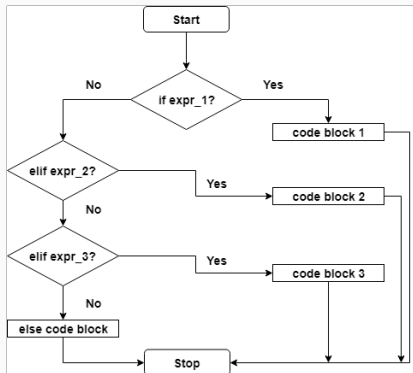 Start
No
Yes
if expr_1?
code block 1
elif expr_2?
Yes
code block 2
No
elif expr_3?
Yes
code block 3
No
else code block
Stop